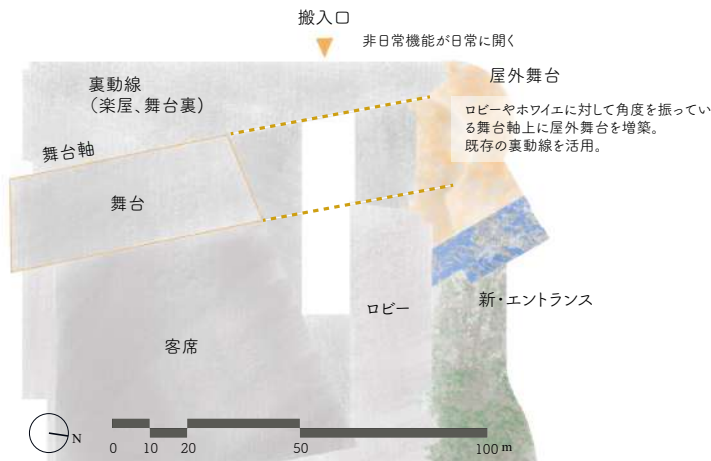 搬入口
非日常機能が日常に開く
裏動線
(楽屋、舞台裏)
屋外舞台
ロビーやホワイエに対して角度を振ってい
る舞台軸上に屋外舞台を増築。
既存の裏動線を活用。
舞台軸
舞台
ロビー
新・エントランス
客席
N
0 10 20 50 100 m